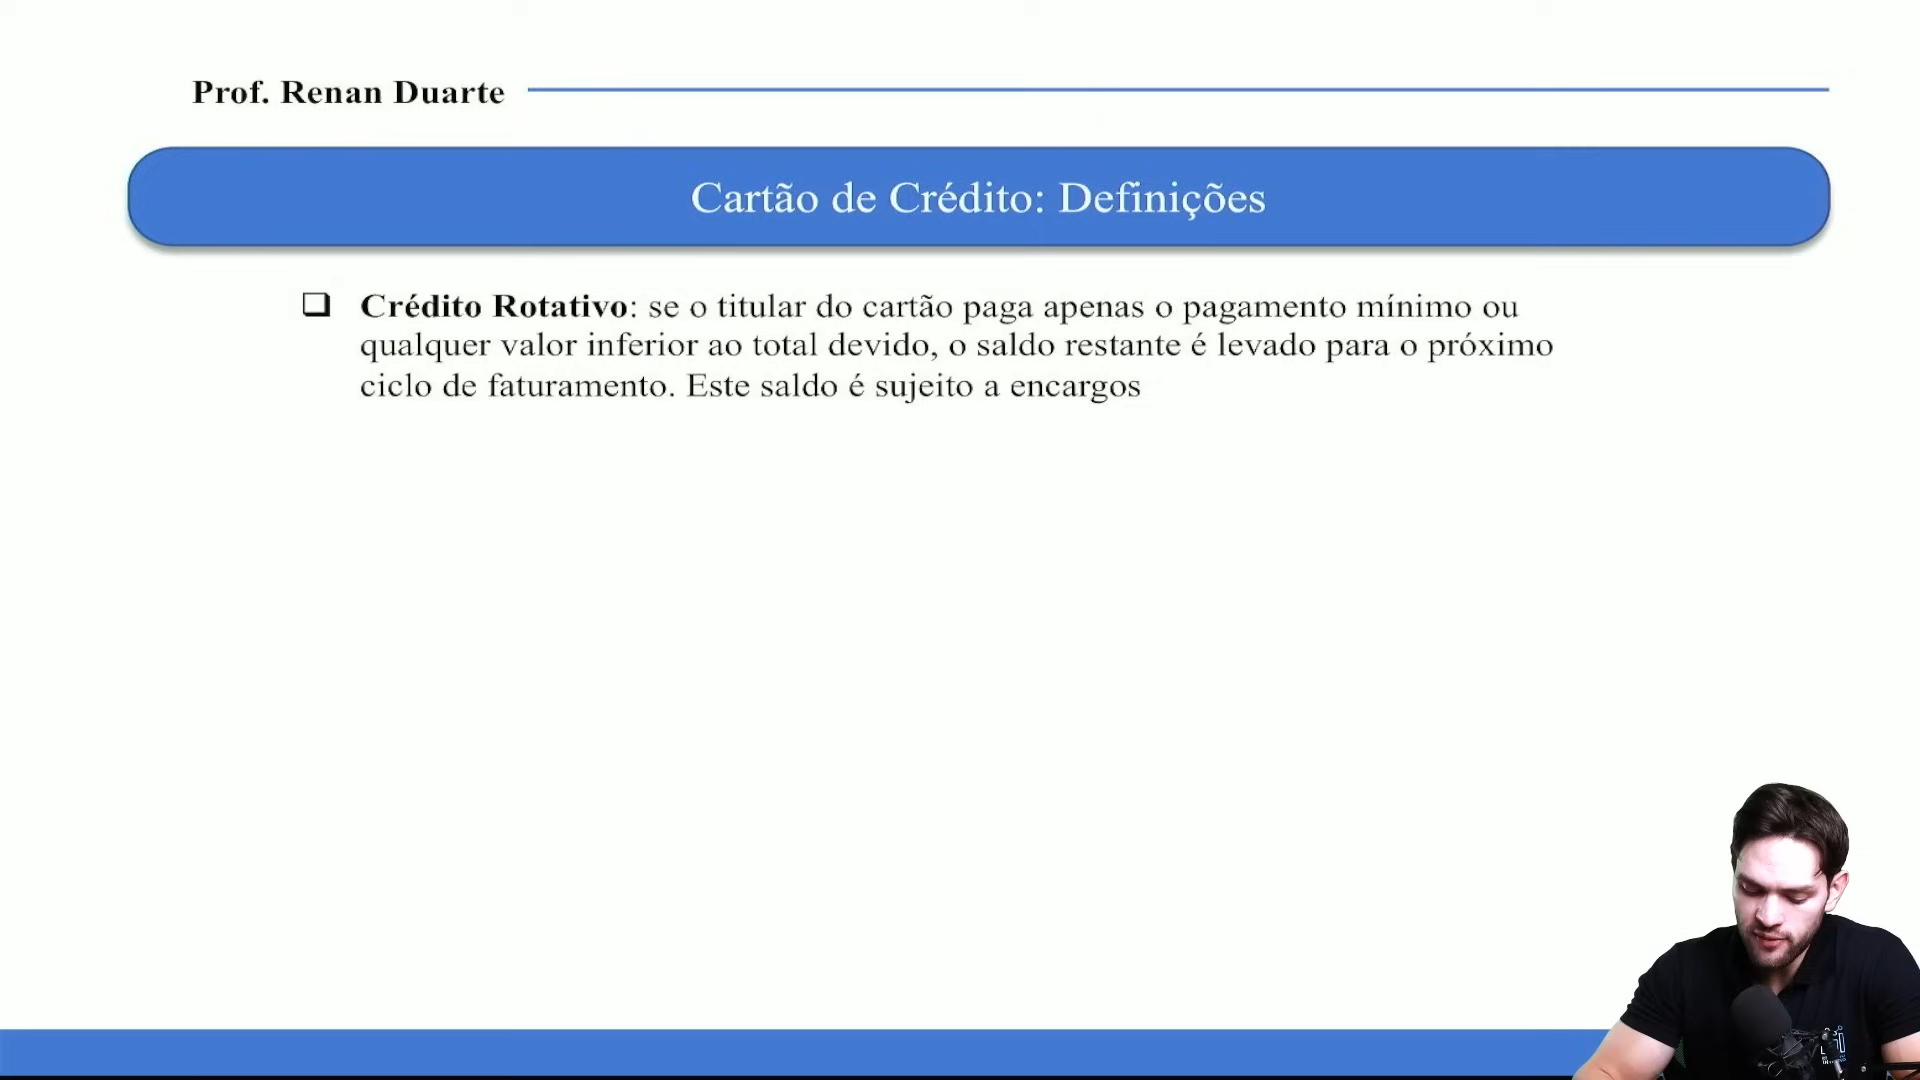 Prof. Renan Duarte
Cartão de Crédito: Definições
Crédito Rotativo: se o titular do cartão paga apenas o pagamento mínimo ou
qualquer valor inferior ao total devido, o saldo restante é levado para o próximo
ciclo de faturamento. Este saldo é sujeito a encargos